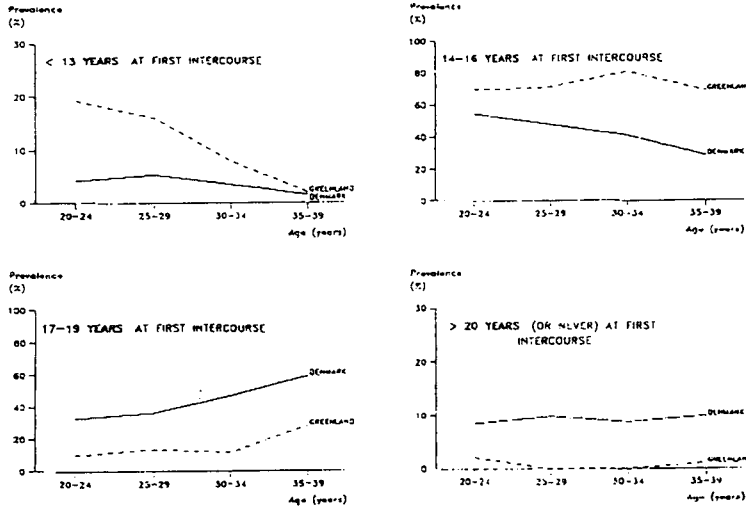 Prevalence
(%)
30
< 13 YEARS AT FIRST INTERCOURSE
20
10
GREENLAND
DENMARK
0
20-24 25-29 30-34 35-39
Age (years)
Prevalence
(%)
100
14-16 YEARS AT FIRST INTERCOURSE
80
GREENLAND
60
40
DENMARK
20
0
20-24 25-29 30-34 35-39
Age (years)
Prevalence
(%)
100
17-19 YEARS AT FIRST INTERCOURSE
80
60
DENMARK
40
GREENLAND
20
0
20-24 25-29 30-34 35-39
Age (years)
Prevalence
(%)
30
> 20 YEARS (OR NEVER) AT FIRST
INTERCOURSE
20
10
DENMARK
GREENLAND
0
20-24 25-29 30-34 35-39
Age (years)